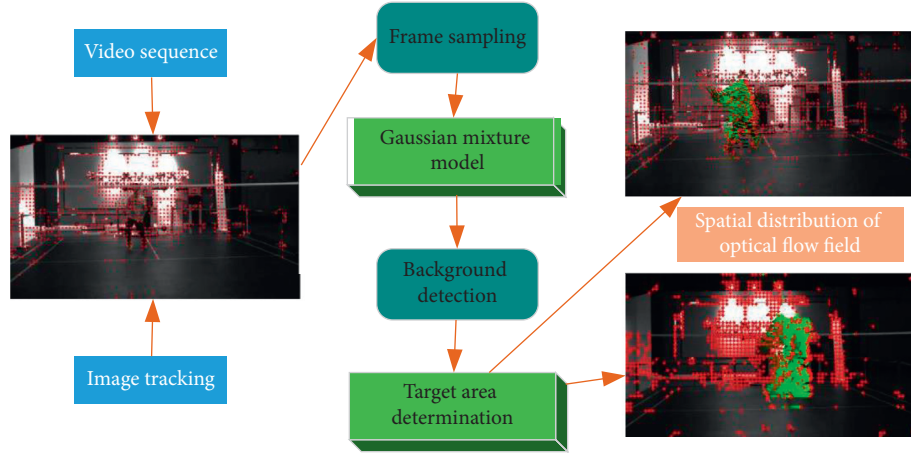 Video sequence
Frame sampling
Gaussian mixture
model
Spatial distribution of
optical flow field
Background
detection
Image tracking
Target area
determination